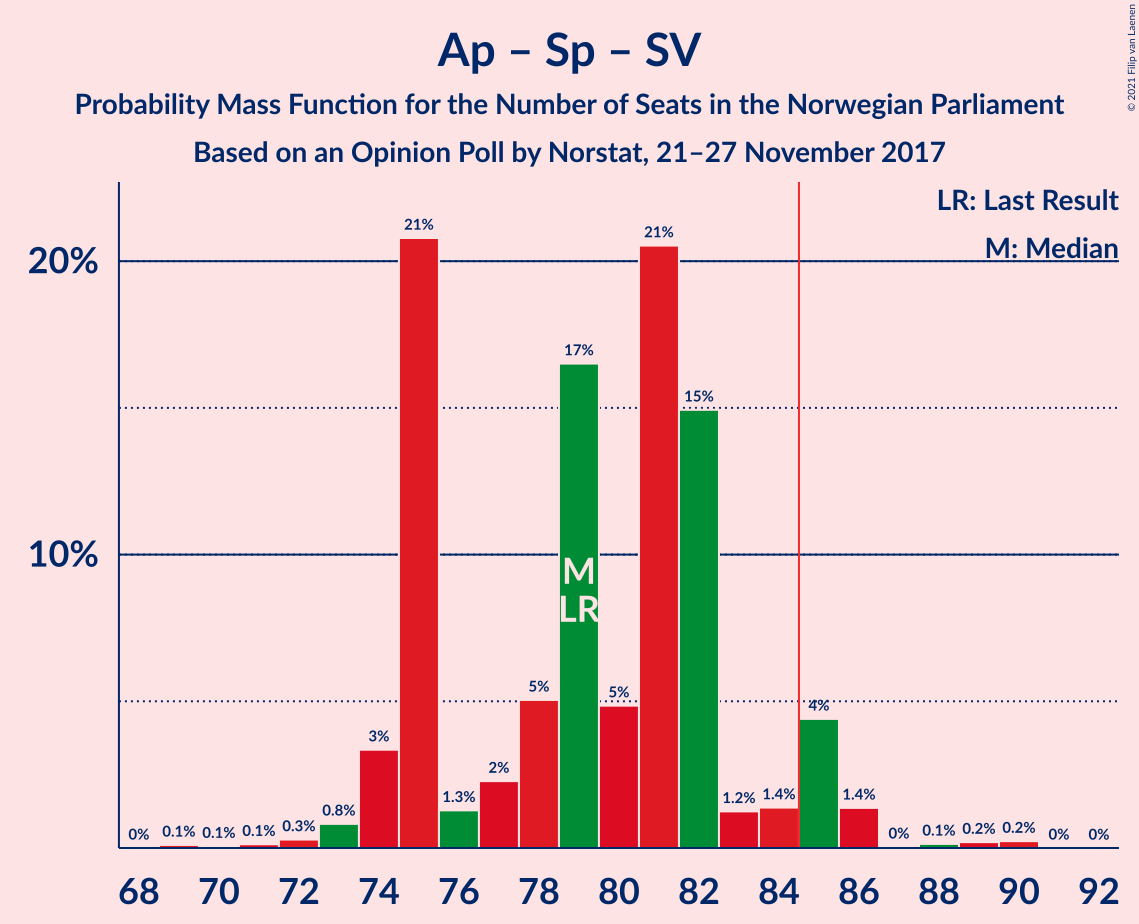 Ap – Sp – SV
Probability Mass Function for the Number of Seats in the Norwegian Parliament
Based on an Opinion Poll by Norstat, 21–27 November 2017
© 2021 Filip van Laenen
LR: Last Result
M: Median
20%
10%
0% 0.1% 0.1% 0.1% 0.3% 0.8% 3% 21% 1.3% 2% 5% 17% 5% 21% 15% 1.2% 1.4% 4% 1.4% 0% 0.1% 0.2% 0.2% 0% 0%
M
LR
68 70 72 74 76 78 80 82 84 86 88 90 92